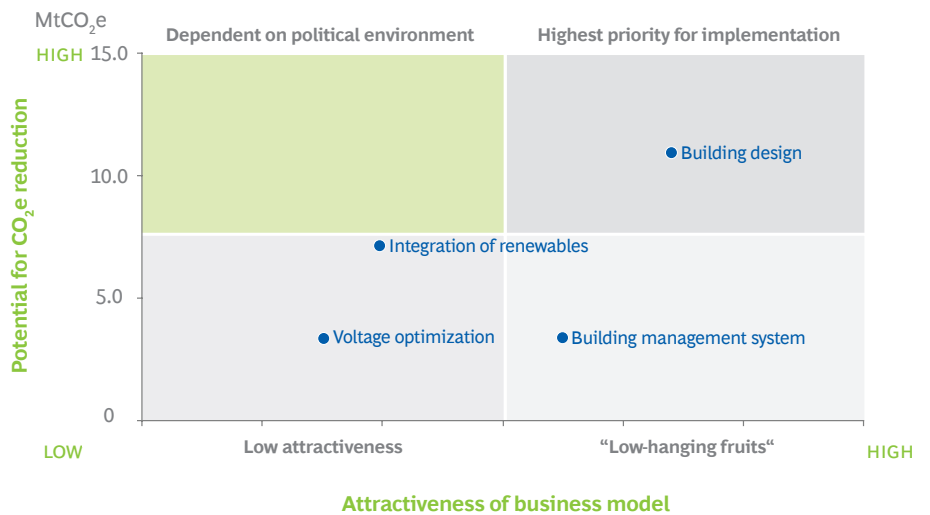 MtCO₂e
Dependent on political environment
Highest priority for implementation
HIGH
15.0
Potential for CO₂e reduction
Building design
10.0
Integration of renewables
5.0
Voltage optimization
Building management system
0
LOW
Low attractiveness
“Low-hanging fruits“
HIGH
Attractiveness of business model